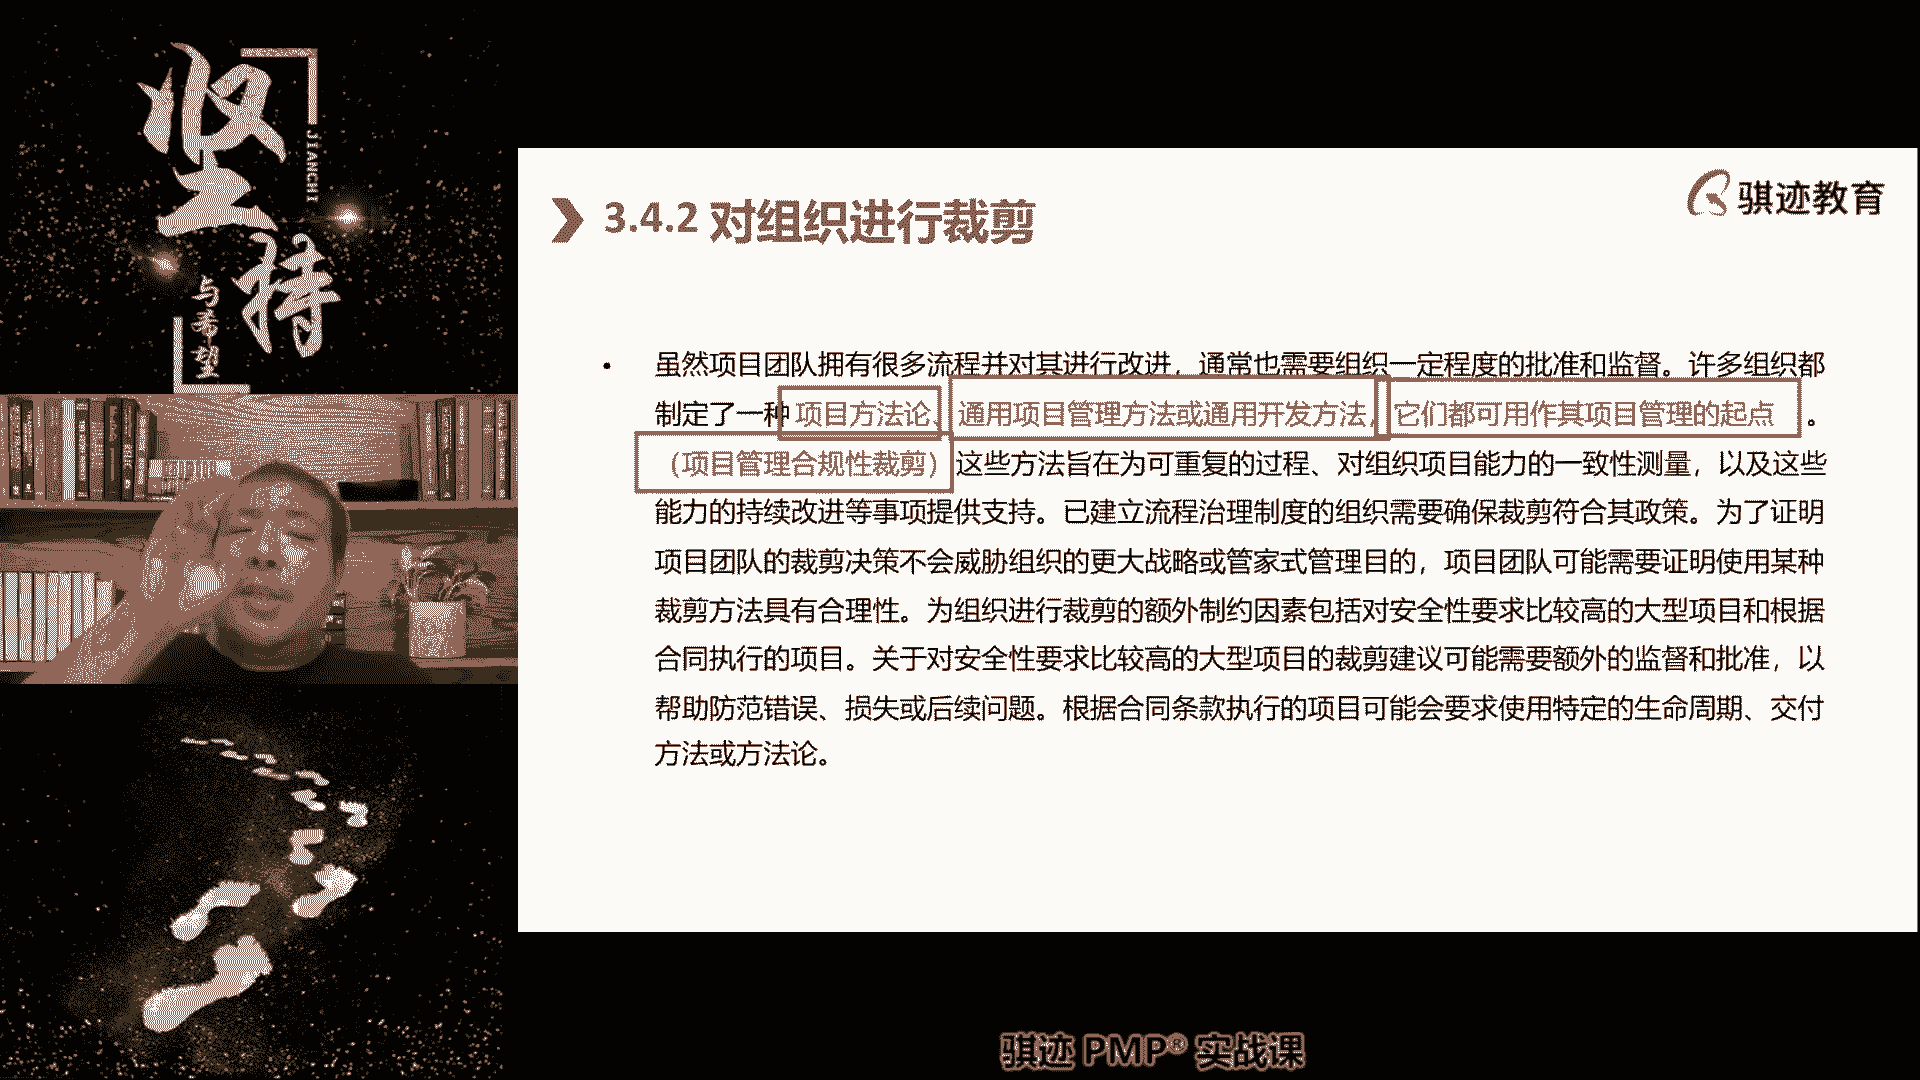 坚持
JIANCHI
与希望
骐迹教育
3.4.2 对组织进行裁剪
• 虽然项目团队拥有很多流程并对其进行改进，通常也需要组织一定程度的批准和监督。许多组织都
制定了一种 项目方法论、通用项目管理方法或通用开发方法，它们都可用作其项目管理的起点 。
（项目管理合规性裁剪）这些方法旨在为可重复的过程、对组织项目能力的一致性测量，以及这些
能力的持续改进等事项提供支持。已建立流程治理制度的组织需要确保裁剪符合其政策。为了证明
项目团队的裁剪决策不会威胁组织的更大战略或管家式管理目的，项目团队可能需要证明使用某种
裁剪方法具有合理性。为组织进行裁剪的额外制约因素包括对安全性要求比较高的大型项目和根据
合同执行的项目。关于对安全性要求比较高的大型项目的裁剪建议可能需要额外的监督和批准，以
帮助防范错误、损失或后续问题。根据合同条款执行的项目可能会要求使用特定的生命周期、交付
方法或方法论。
骐迹 PMP® 实战课